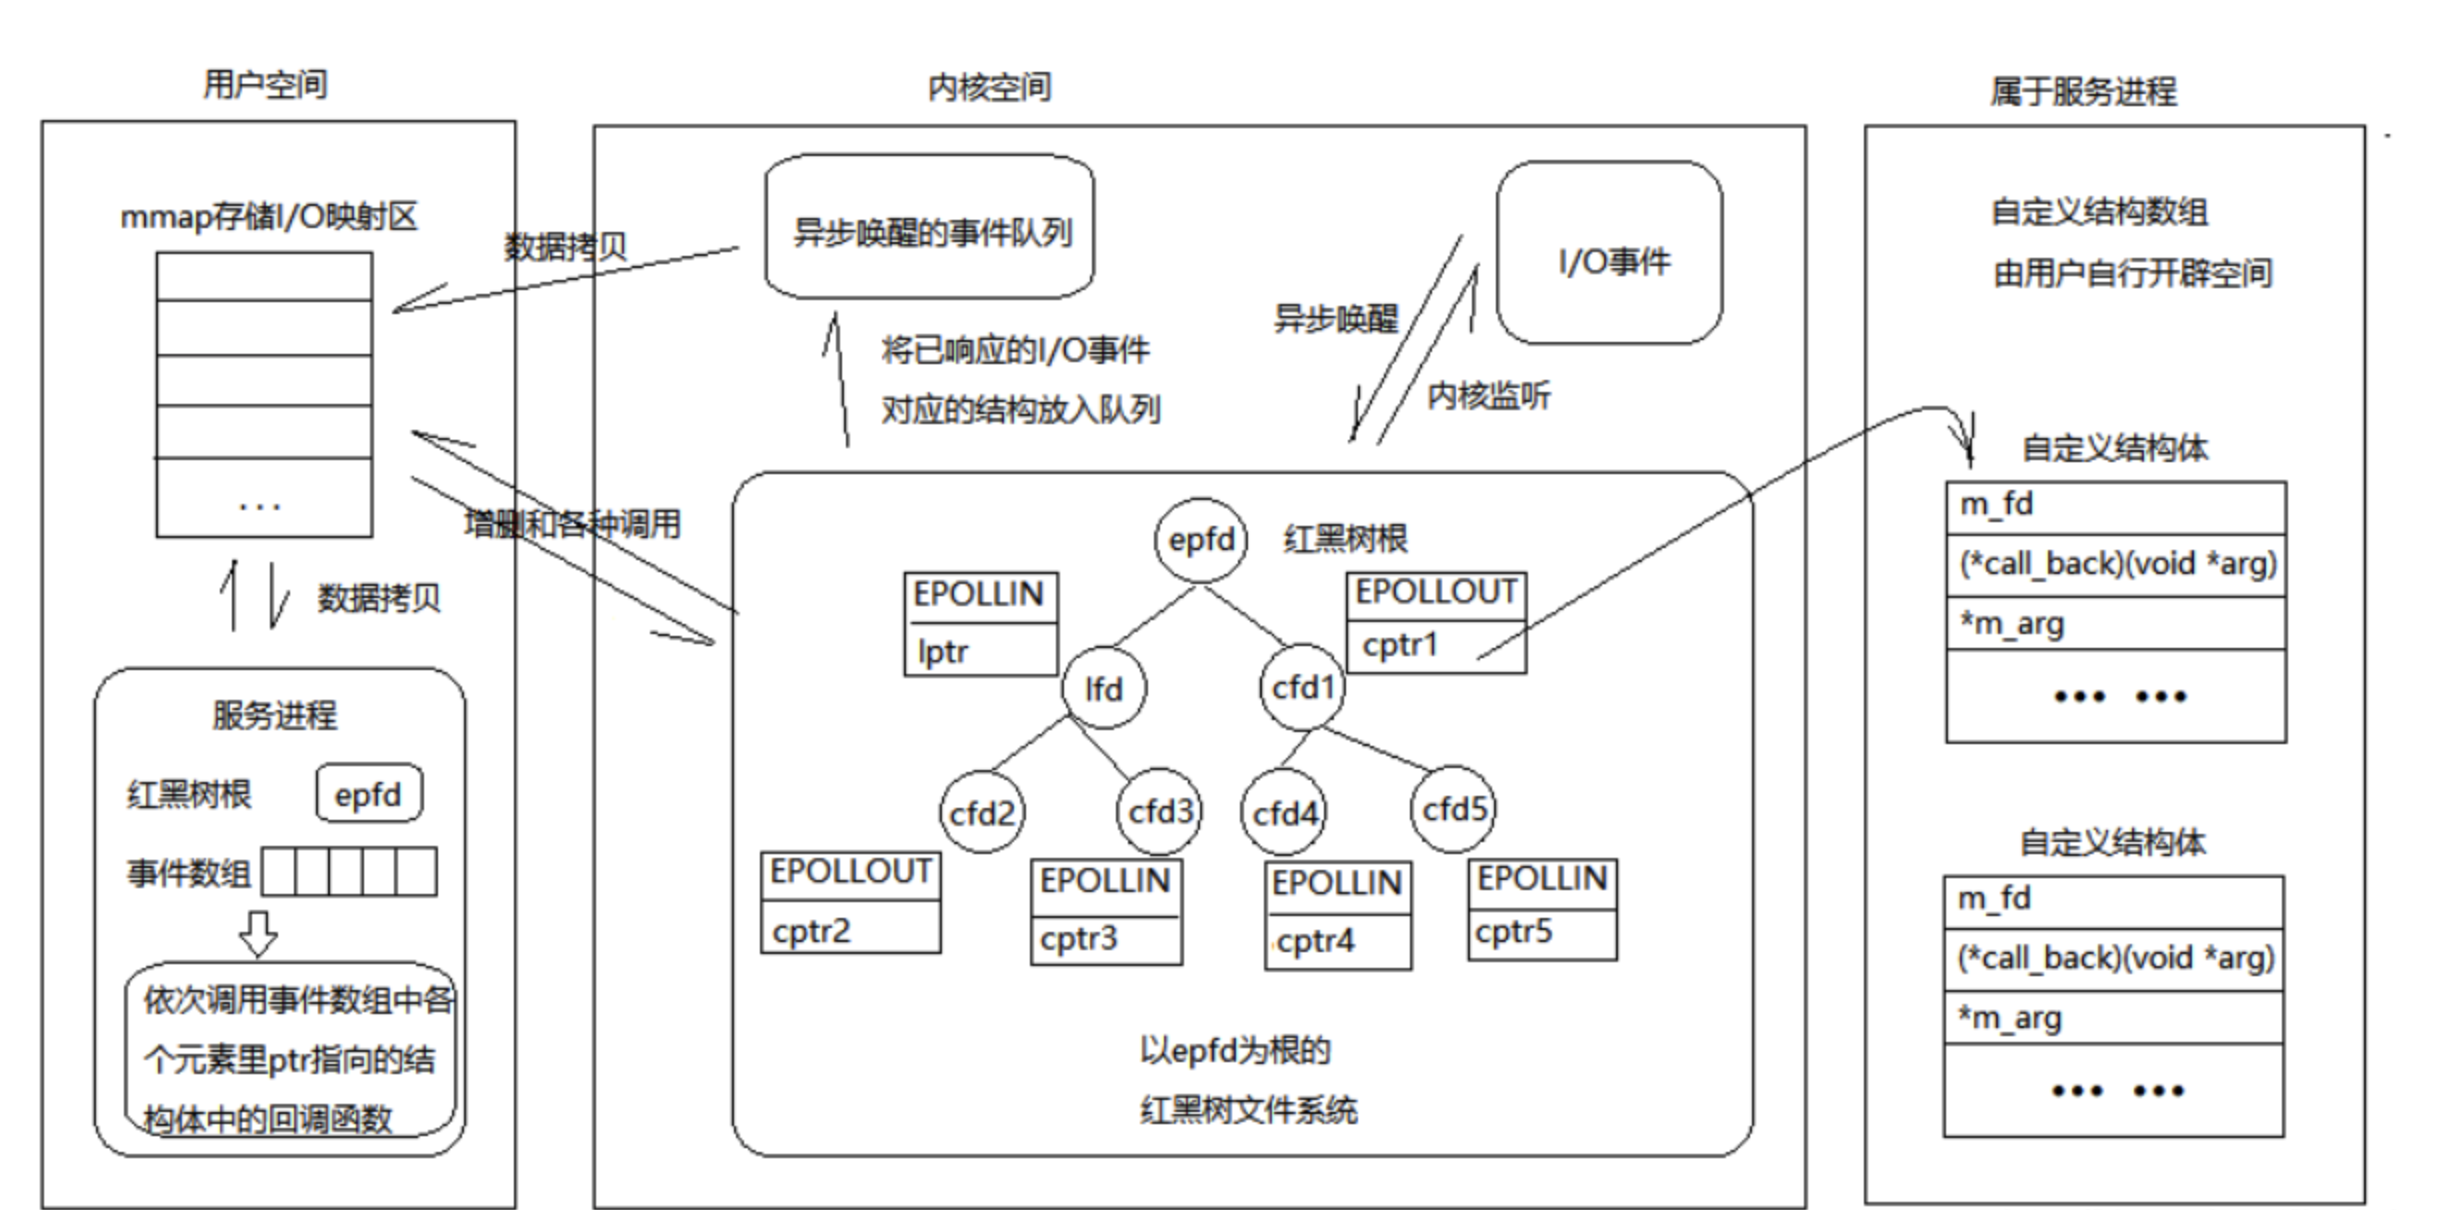 用户空间
内核空间
属于服务进程
mmap存储I/O映射区
数据拷贝
...
增删和各种调用
数据拷贝
服务进程
红黑树根
epfd
事件数组
依次调用事件数组中各
个元素里ptr指向的结
构体中的回调函数
异步唤醒的事件队列
I/O事件
将已响应的I/O事件
对应的结构放入队列
异步唤醒
内核监听
epfd
红黑树根
EPOLLIN
lptr
EPOLLOUT
cptr1
lfd
cfd1
cfd2
cfd3
cfd4
cfd5
EPOLLOUT
cptr2
EPOLLIN
cptr3
EPOLLIN
cptr4
EPOLLIN
cptr5
以epfd为根的
红黑树文件系统
自定义结构数组
由用户自行开辟空间
自定义结构体
m_fd
(*call_back)(void *arg)
*m_arg
••• •••
自定义结构体
m_fd
(*call_back)(void *arg)
*m_arg
••• •••